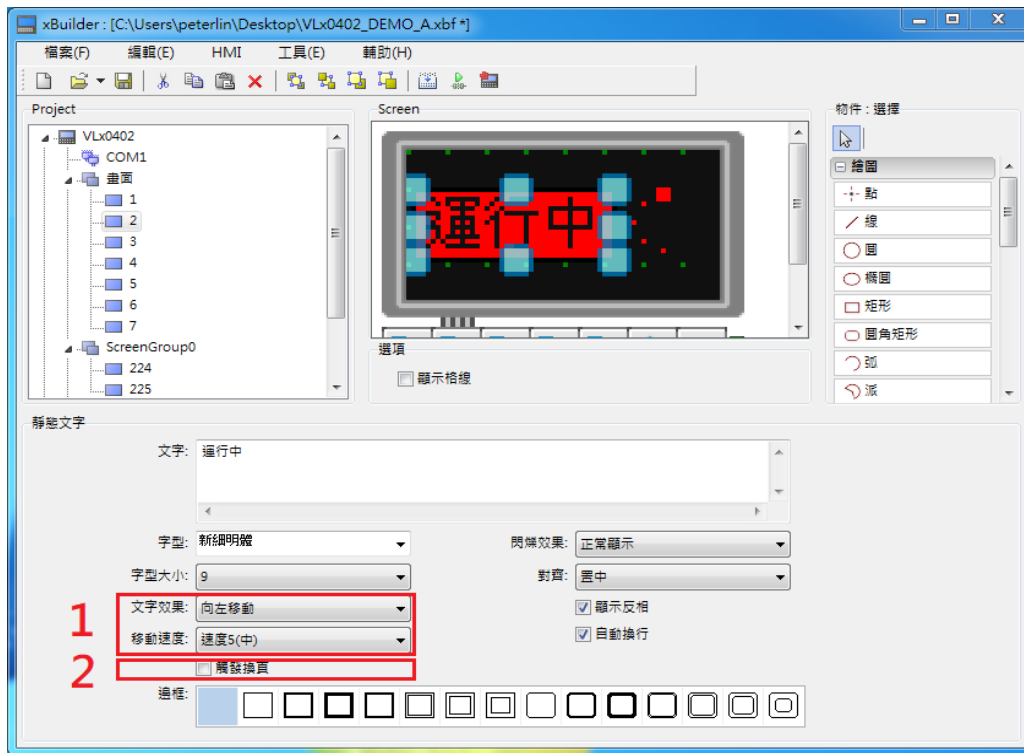 xBuilder : [C:\Users\peterlin\Desktop\VLx0402_DEMO_A.xbf *]
檔案(F) 編輯(E) HMI 工具(E) 輔助(H)
Project
VLx0402
COM1
畫面
1
2
3
4
5
6
7
ScreenGroup0
224
225
Screen
運行中
選項
顯示格線
物件 : 選擇
繪圖
點
線
圓
橢圓
矩形
圓角矩形
弧
派
靜態文字
文字: 運行中
字型: 新細明體 閃爍效果: 正常顯示
字型大小: 9 對齊: 置中
1 文字效果: 向左移動 顯示反相
移動速度: 速度5(中) 自動換行
2 觸發換頁
邊框: